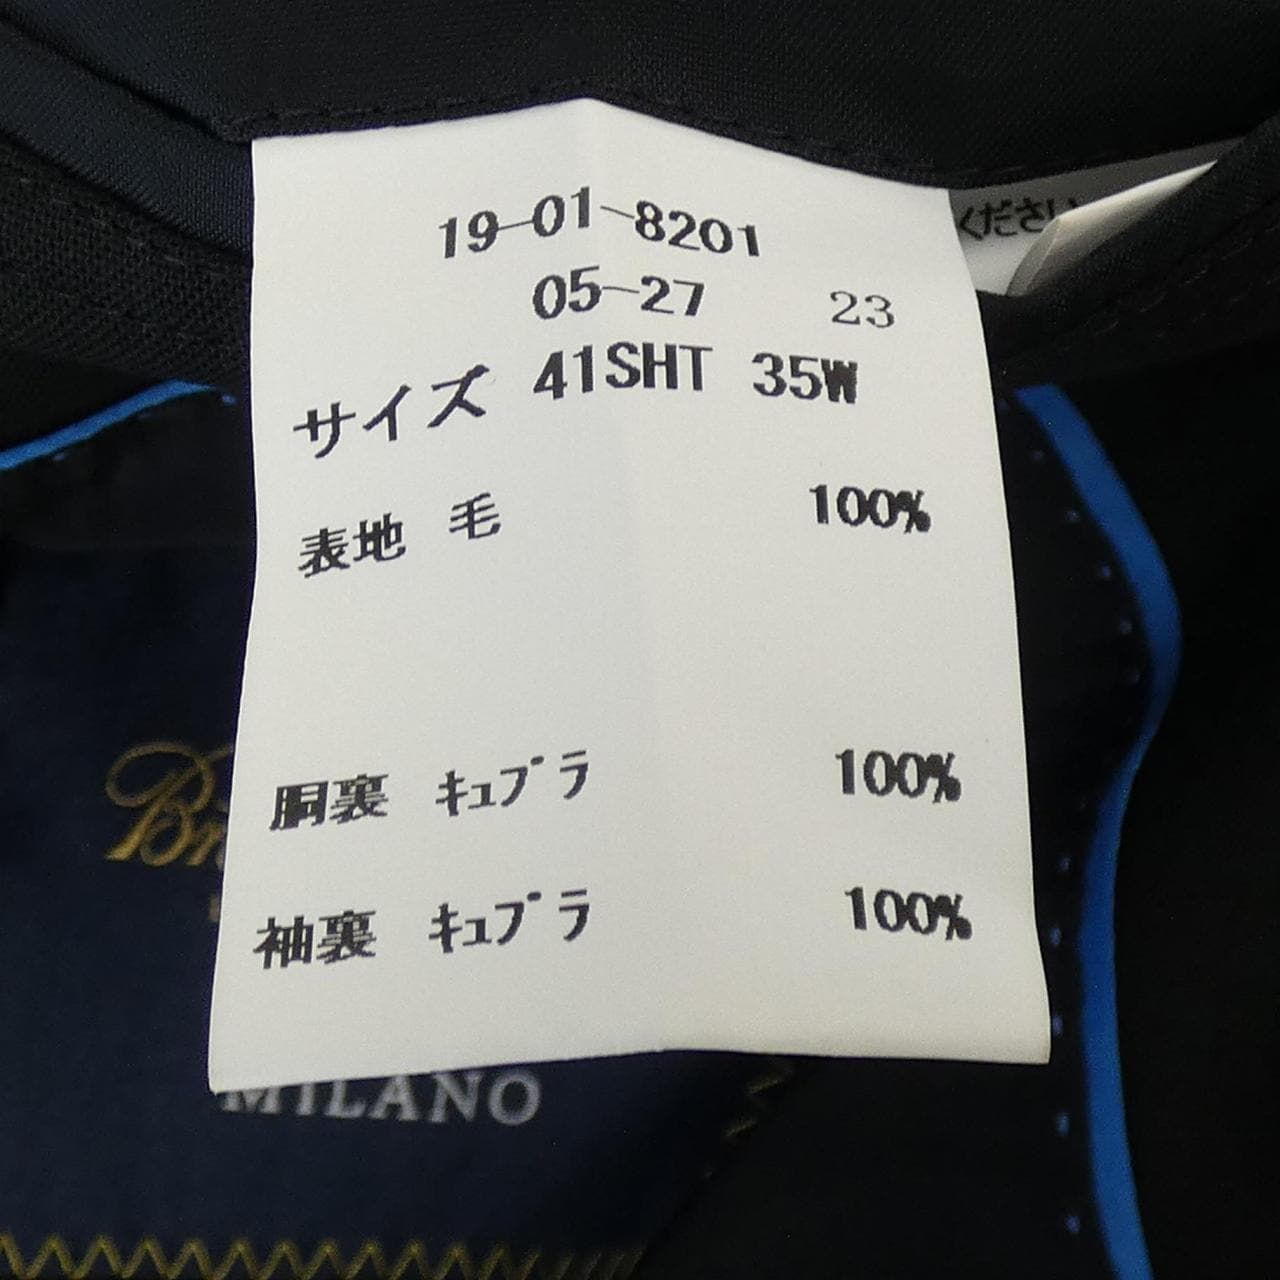 19-01-8201
05-27 23
サイズ 41SHT 35W
表地 毛 100%
胴裏 ｷｭﾌﾟﾗ 100%
袖裏 ｷｭﾌﾟﾗ 100%
ください
MILANO